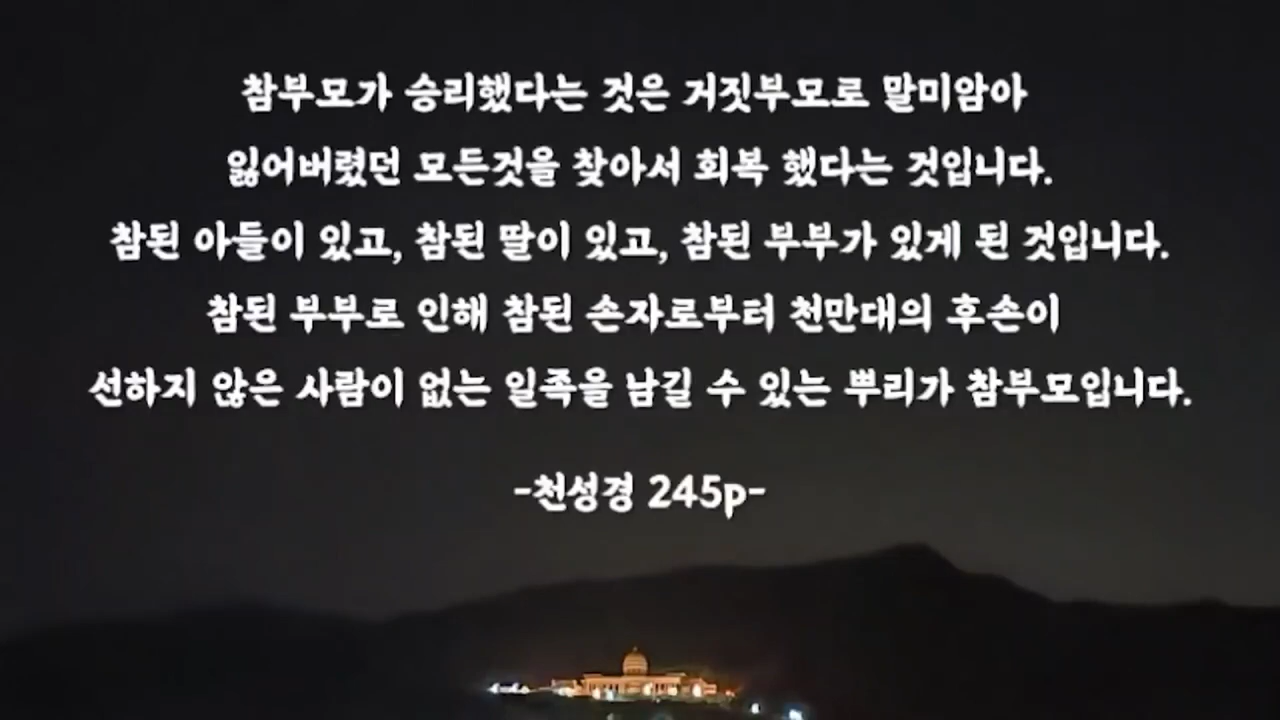 참부모가 승리했다는 것은 거짓부모로 말미암아
잃어버렸던 모든것을 찾아서 회복 했다는 것입니다.
참된 아들이 있고, 참된 딸이 있고, 참된 부부가 있게 된 것입니다.
참된 부부로 인해 참된 손자로부터 천만대의 후손이
선하지 않은 사람이 없는 일족을 남길 수 있는 뿌리가 참부모입니다.
-천성경 245p-